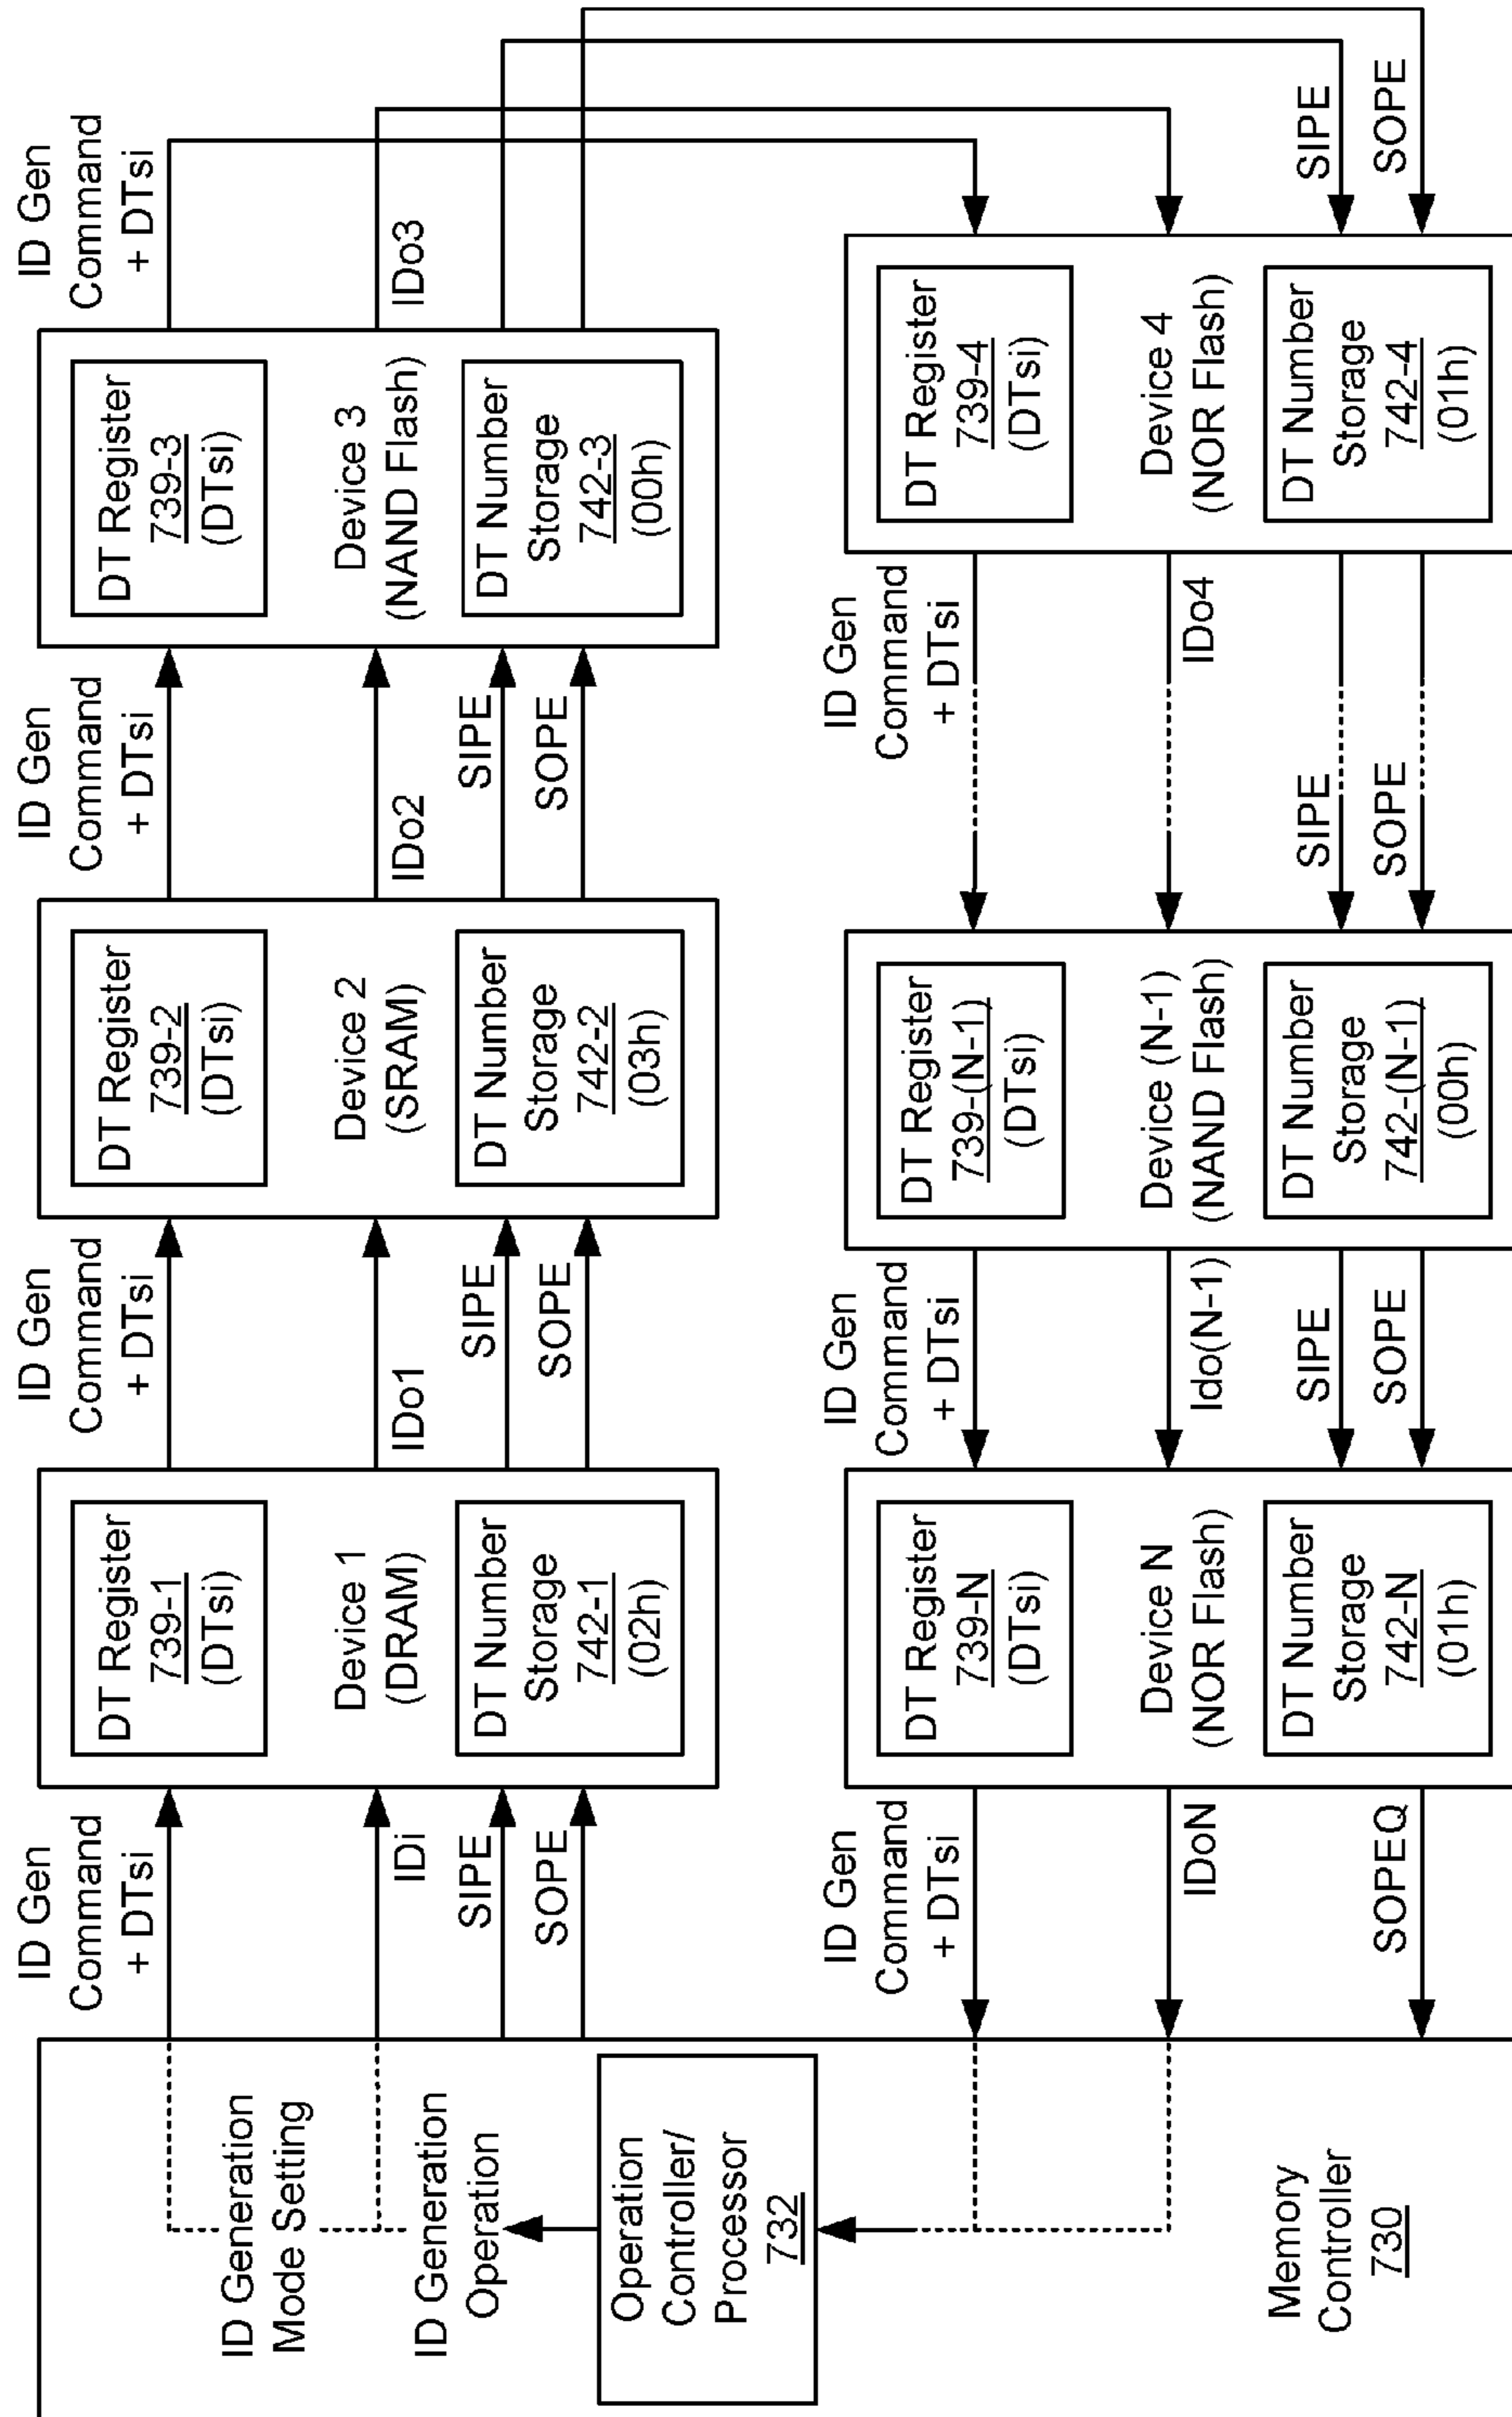 ID Generation
Mode Setting
ID Generation
Operation
Operation
Controller/
Processor
732
Memory
Controller
730
ID Gen
Command
+ DTsi
IDi
SIPE
SOPE
DT Register
739-1
(DTsi)
Device 1
(DRAM)
DT Number
Storage
742-1
(02h)
ID Gen
Command
+ DTsi
IDo1
SIPE
SOPE
DT Register
739-2
(DTsi)
Device 2
(SRAM)
DT Number
Storage
742-2
(03h)
ID Gen
Command
+ DTsi
IDo2
SIPE
SOPE
DT Register
739-3
(DTsi)
Device 3
(NAND Flash)
DT Number
Storage
742-3
(00h)
ID Gen
Command
+ DTsi
IDo3
SIPE
SOPE
DT Register
739-4
(DTsi)
Device 4
(NOR Flash)
DT Number
Storage
742-4
(01h)
ID Gen
Command
+ DTsi
IDo4
SIPE
SOPE
DT Register
739-(N-1)
(DTsi)
Device (N-1)
(NAND Flash)
DT Number
Storage
742-(N-1)
(00h)
ID Gen
Command
+ DTsi
Ido(N-1)
SIPE
SOPE
DT Register
739-N
(DTsi)
Device N
(NOR Flash)
DT Number
Storage
742-N
(01h)
ID Gen
Command
+ DTsi
IDoN
SOPEQ